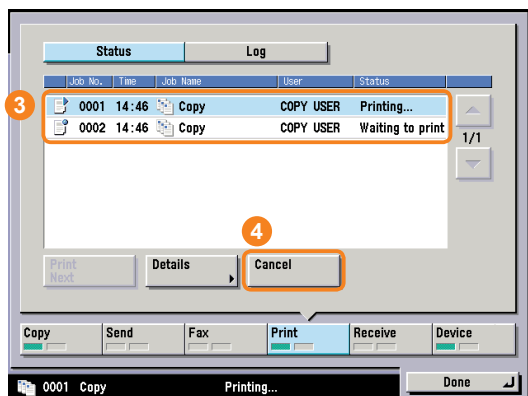 Status Log
Job No. Time Job Name User Status
3
0001 14:46 Copy COPY USER Printing...
0002 14:46 Copy COPY USER Waiting to print
1/1
4
Print Next
Details
Cancel
Copy Send Fax Print Receive Device
0001 Copy Printing... Done